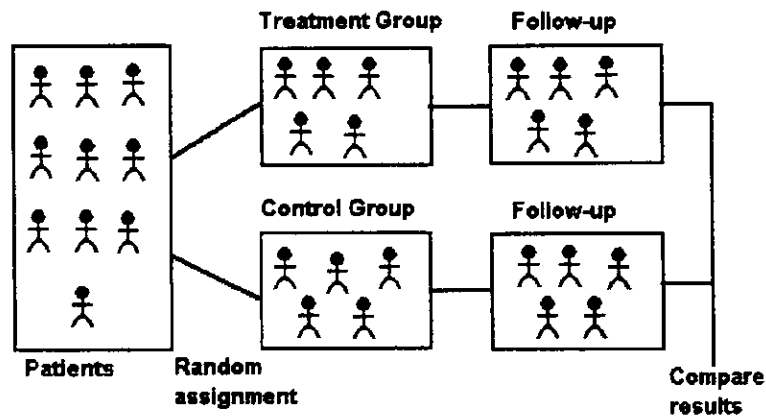 Treatment Group
Follow-up
Control Group
Follow-up
Patients
Random
assignment
Compare
results